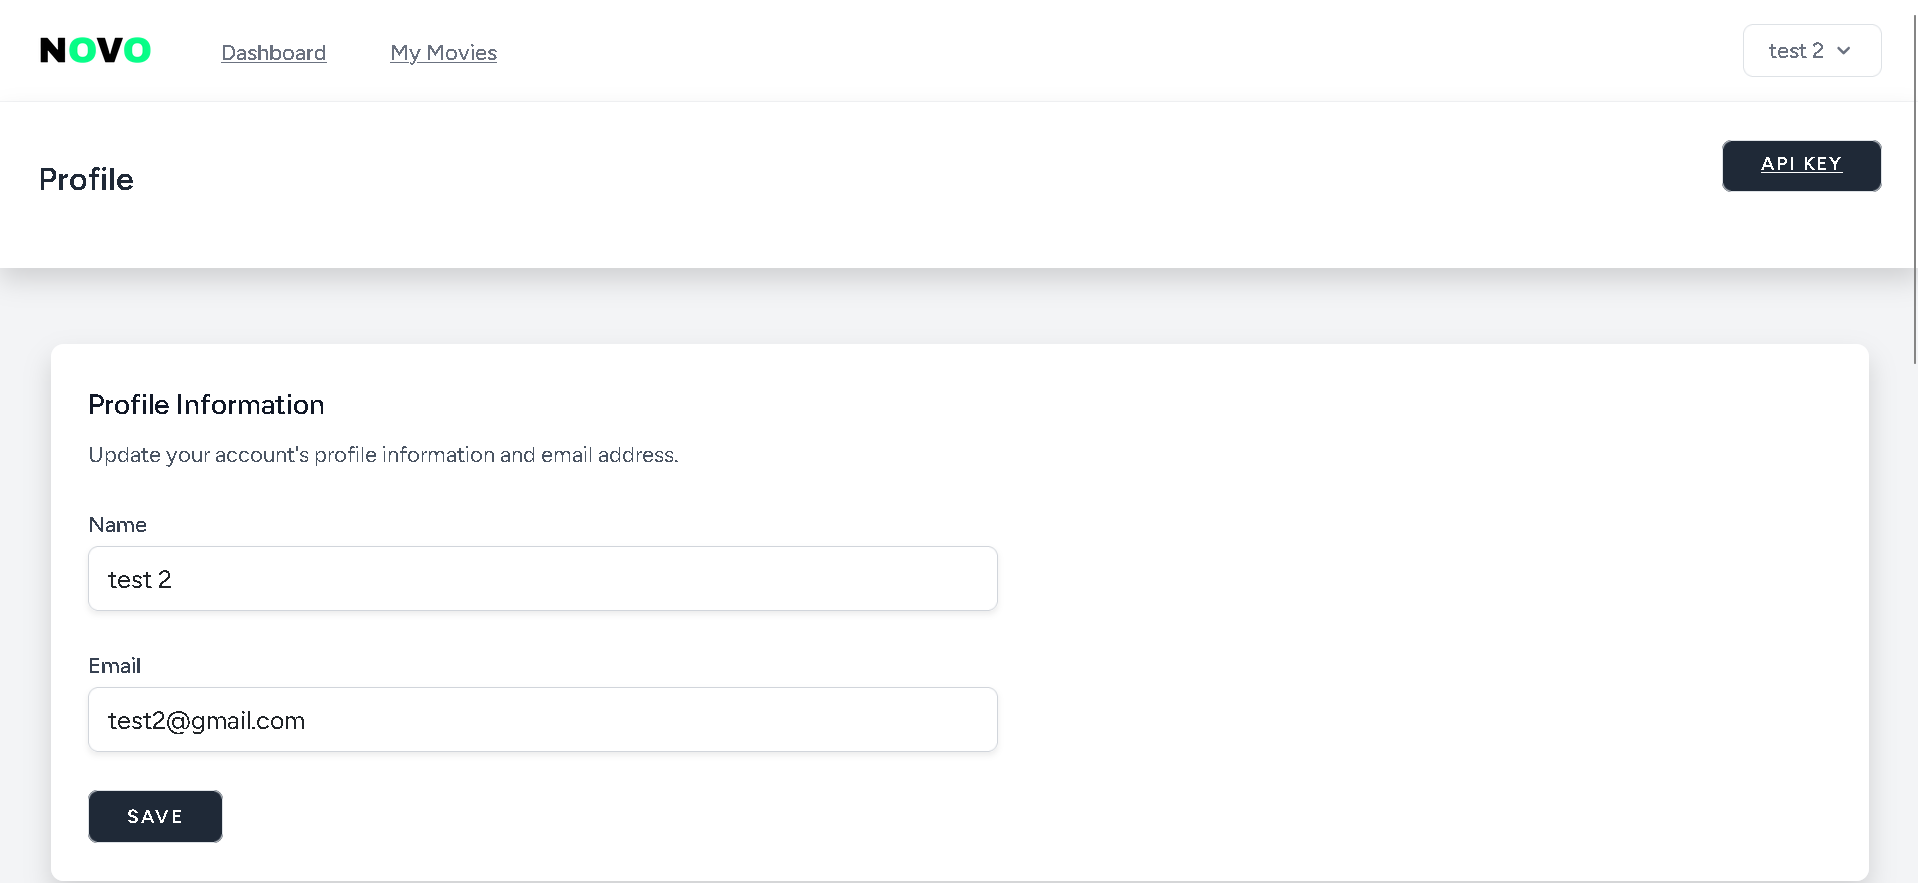 NOVO
Dashboard
My Movies
test 2
Profile
API KEY
Profile Information
Update your account's profile information and email address.
Name
test 2
Email
test2@gmail.com
SAVE